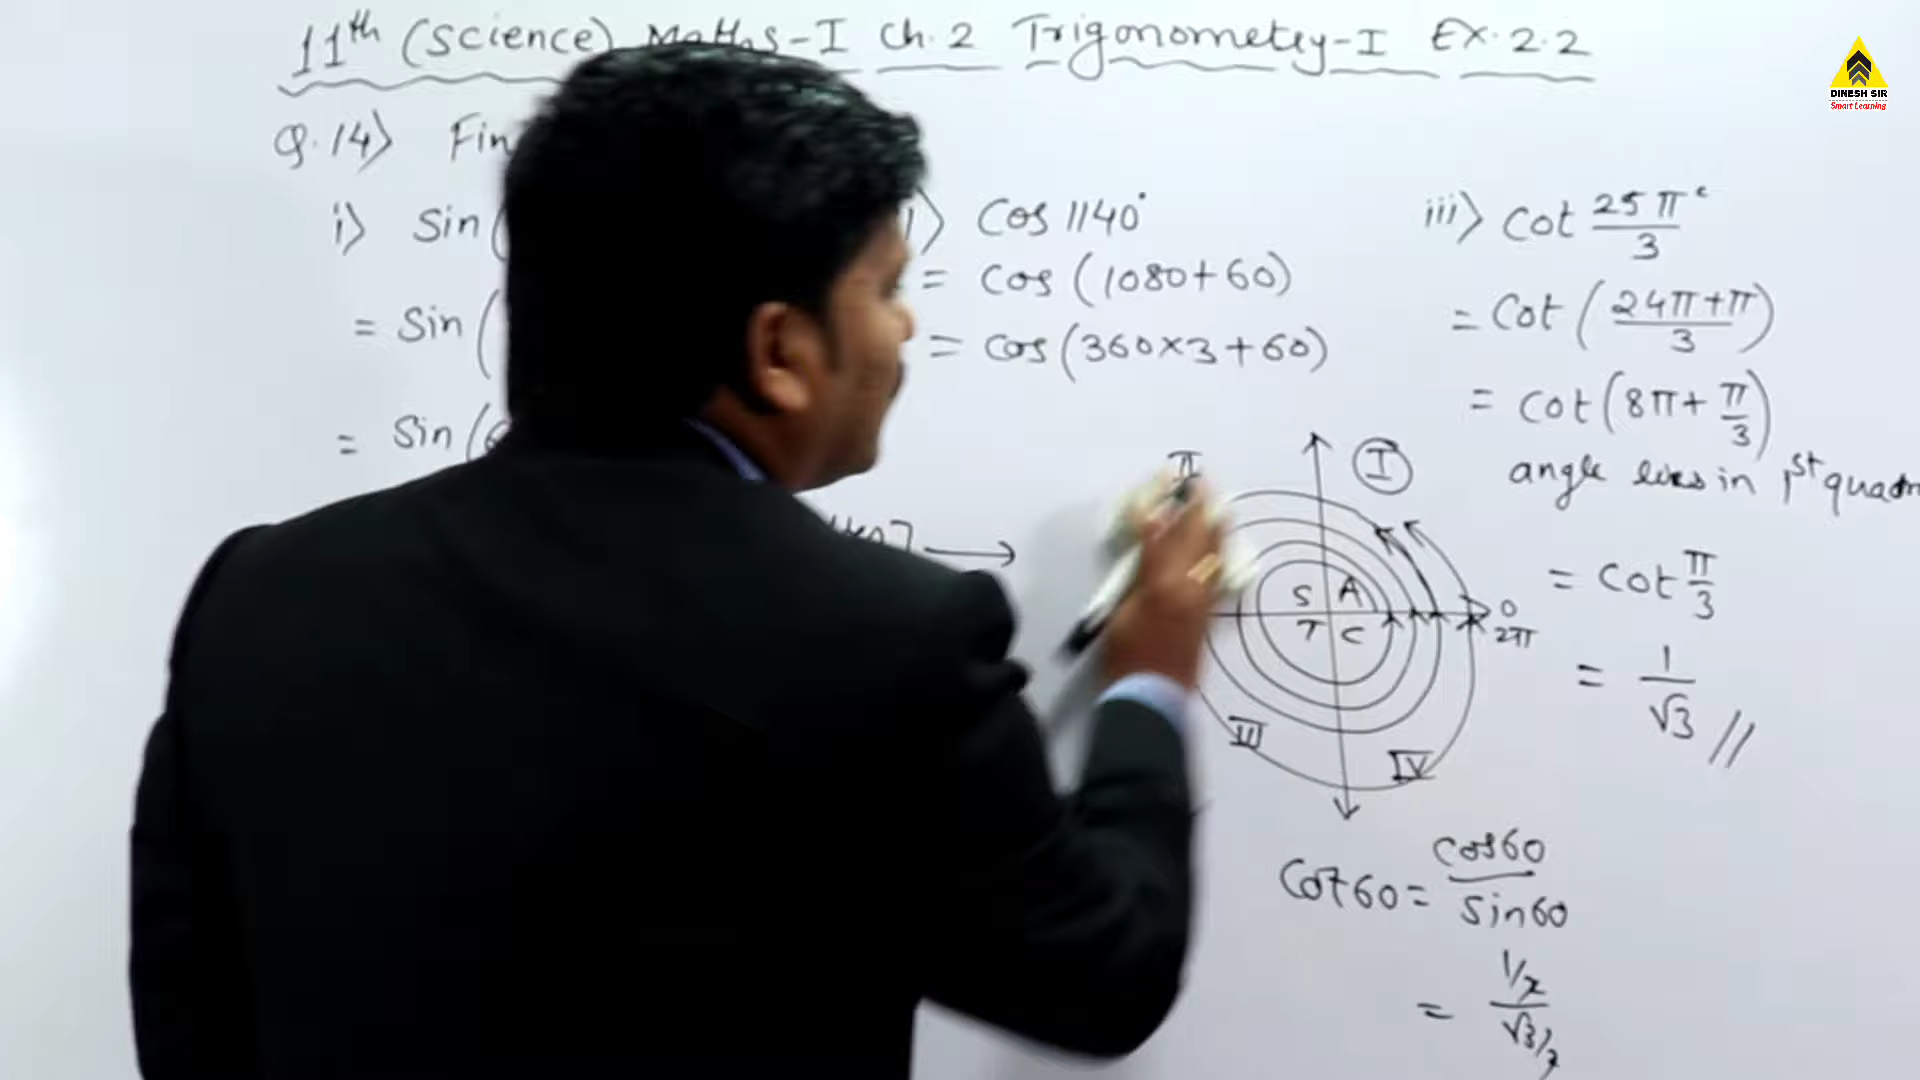 11th (Science) Maths-I Ch.2 Trigonometry-I EX.2.2
Q.14) Fin
i) Sin (
= Sin (
= Sin (
) Cos 1140°
= Cos (1080+60)
= Cos (360×3+60)
iii) Cot 25π^c/3
= Cot (24π+π/3)
= Cot (8π+π/3)
angle lies in 1st quadr
= Cot π/3
= 1/√3 //
II
I
S A
T C
0
2π
III
IV
Cot60 = Cos60/Sin60
= 1/2/√3/2
DINESH SIR
Smart Learning